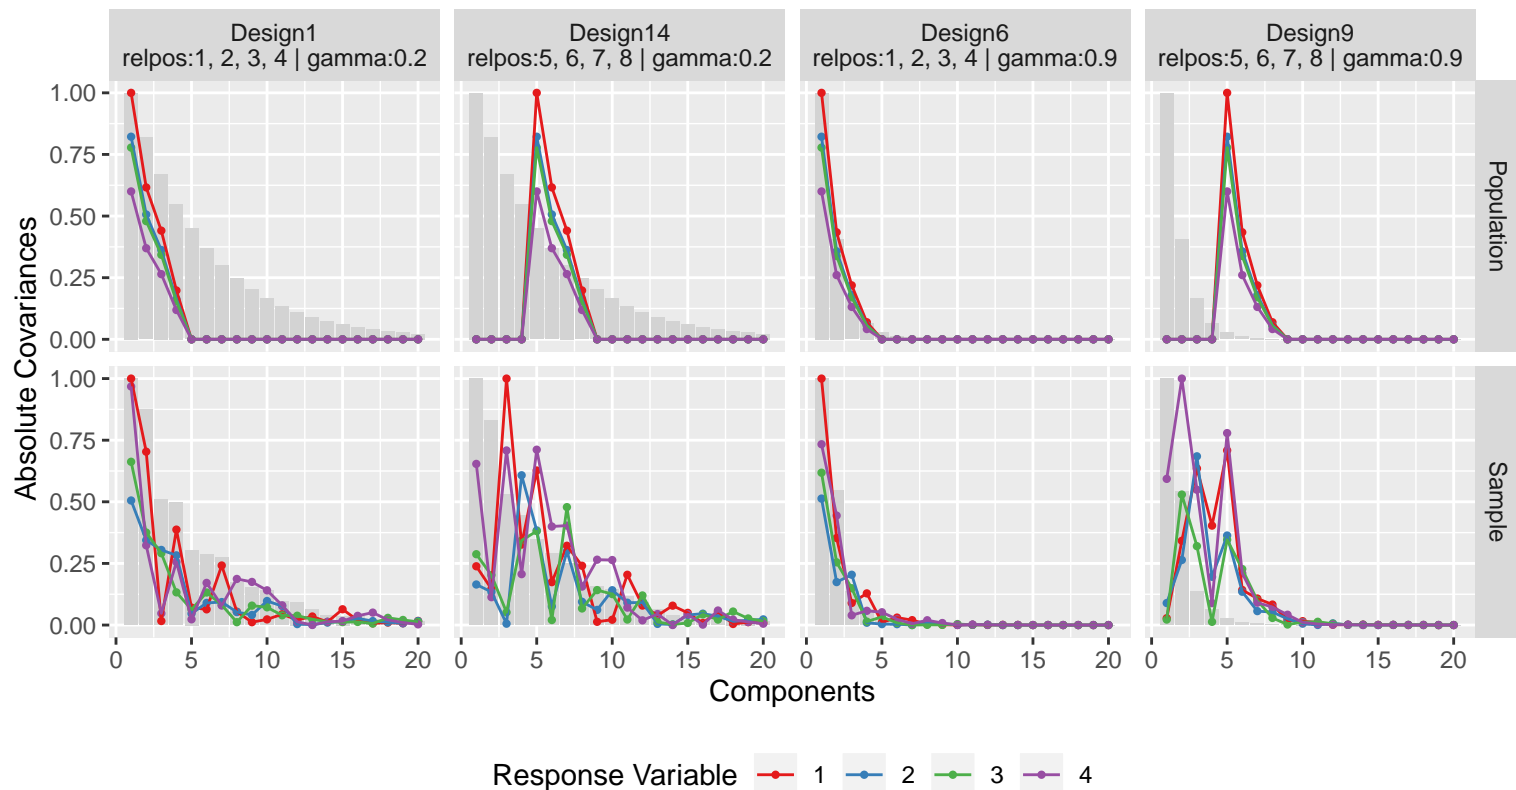 Design1
relpos:1, 2, 3, 4 | gamma:0.2
Design14
relpos:5, 6, 7, 8 | gamma:0.2
Design6
relpos:1, 2, 3, 4 | gamma:0.9
Design9
relpos:5, 6, 7, 8 | gamma:0.9
Absolute Covariances
1.00
0.75
0.50
0.25
0.00
Population
1.00
0.75
0.50
0.25
0.00
Sample
0 5 10 15 20
0 5 10 15 20
0 5 10 15 20
0 5 10 15 20
Components
Response Variable 1 2 3 4